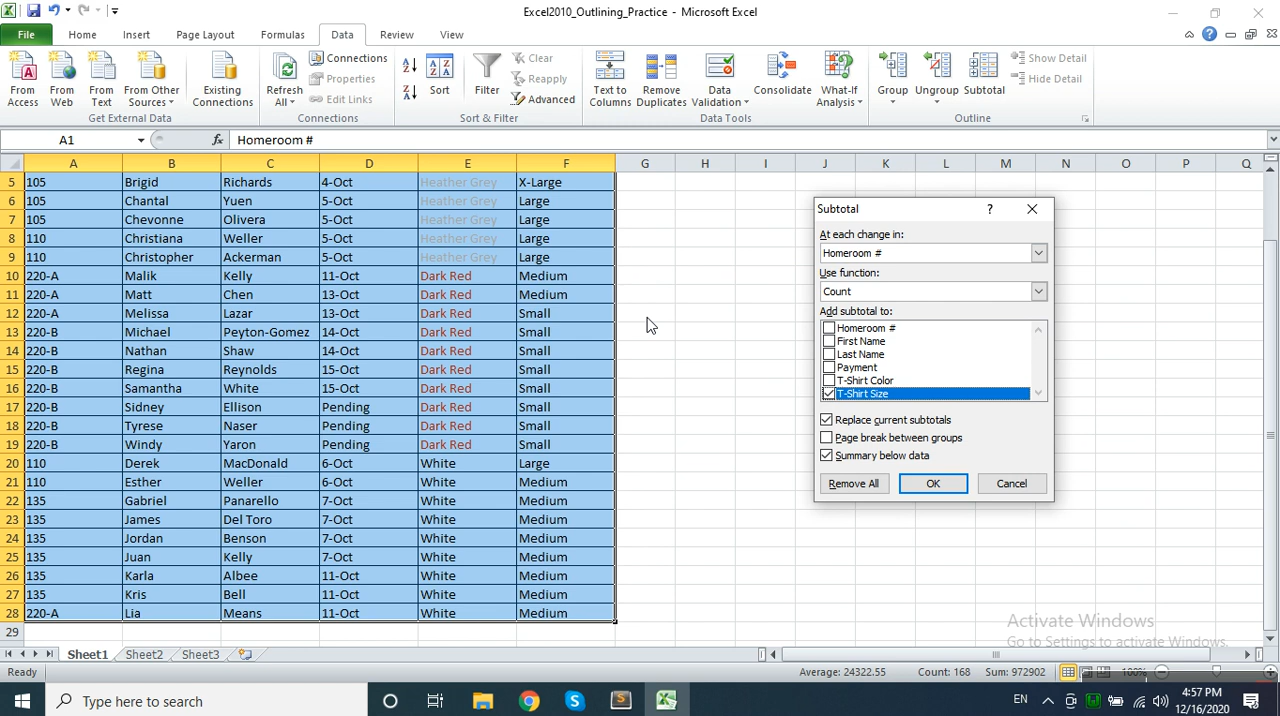 Excel2010_Outlining_Practice - Microsoft Excel
File Home Insert Page Layout Formulas Data Review View
From Access From Web From Text From Other Sources Existing Connections Refresh All Connections Properties Edit Links Sort Filter Clear Reapply Advanced Text to Columns Remove Duplicates Data Validation Consolidate What-If Analysis Group Ungroup Subtotal Show Detail Hide Detail
Get External Data Connections Sort & Filter Data Tools Outline
A1 fx Homeroom #
A B C D E F G H I J K L M N O P Q
5 105 Brigid Richards 4-Oct Heather Grey X-Large
6 105 Chantal Yuen 5-Oct Heather Grey Large
7 105 Chevonne Olivera 5-Oct Heather Grey Large
8 110 Christiana Weller 5-Oct Heather Grey Large
9 110 Christopher Ackerman 5-Oct Heather Grey Large
10 220-A Malik Kelly 11-Oct Dark Red Medium
11 220-A Matt Chen 13-Oct Dark Red Medium
12 220-A Melissa Lazar 13-Oct Dark Red Small
13 220-B Michael Peyton-Gomez 14-Oct Dark Red Small
14 220-B Nathan Shaw 15-Oct Dark Red Small
15 220-B Regina Reynolds 15-Oct Dark Red Small
16 220-B Samantha White 15-Oct Dark Red Small
17 220-B Sidney Ellison Pending Dark Red Small
18 220-B Tyrese Naser Pending Dark Red Small
19 220-B Windy Yaron Pending Dark Red Small
20 110 Derek MacDonald 6-Oct White Large
21 110 Esther Weller 6-Oct White Medium
22 135 Gabriel Panarello 7-Oct White Medium
23 135 James Del Toro 7-Oct White Medium
24 135 Jordan Benson 7-Oct White Medium
25 135 Juan Kelly 7-Oct White Medium
26 135 Karla Albee 11-Oct White Medium
27 135 Kris Bell 11-Oct White Medium
28 220-A Lia Means 11-Oct White Medium
29
Subtotal
At each change in:
Homeroom #
Use function:
Count
Add subtotal to:
Homeroom #
First Name
Last Name
Payment
T-Shirt Color
T-Shirt Size
Replace current subtotals
Page break between groups
Summary below data
Remove All OK Cancel
Activate Windows
Go to Settings to activate Windows.
Sheet1 Sheet2 Sheet3
Ready Average: 24322.55 Count: 168 Sum: 972902 100%
Type here to search EN 4:57 PM
12/16/2020